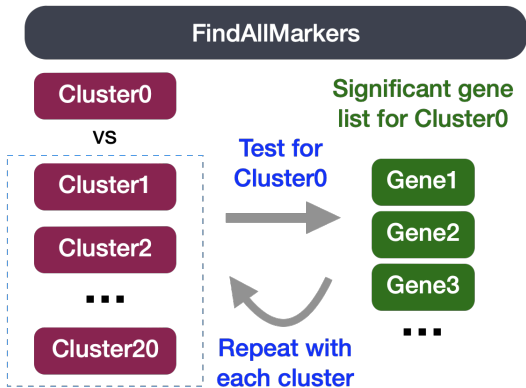 FindAllMarkers
Cluster0
vs
Cluster1
Cluster2
...
Cluster20
Test for
Cluster0
Repeat with
each cluster
Significant gene
list for Cluster0
Gene1
Gene2
Gene3
...